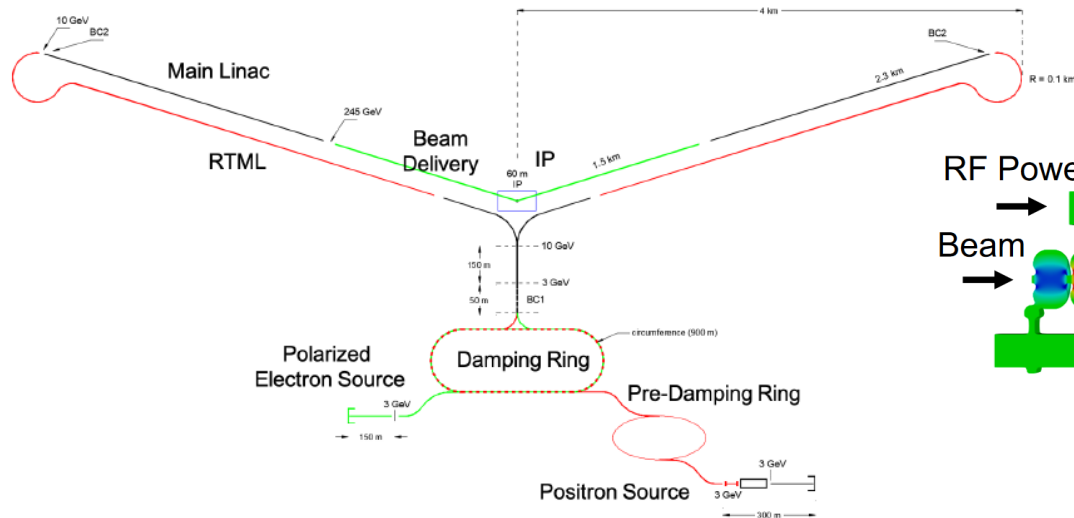 10 GeV
BC2
4 km
BC2
Main Linac
2.3 km
R = 0.1 km
245 GeV
Beam
Delivery
IP
1.5 km
RTML
60 m
IP
RF Powe
10 GeV
Beam
150 m
3 GeV
50 m
BC1
circumference (900 m)
Polarized
Electron Source
Damping Ring
Pre-Damping Ring
3 GeV
150 m
3 GeV
Positron Source
3 GeV
300 m